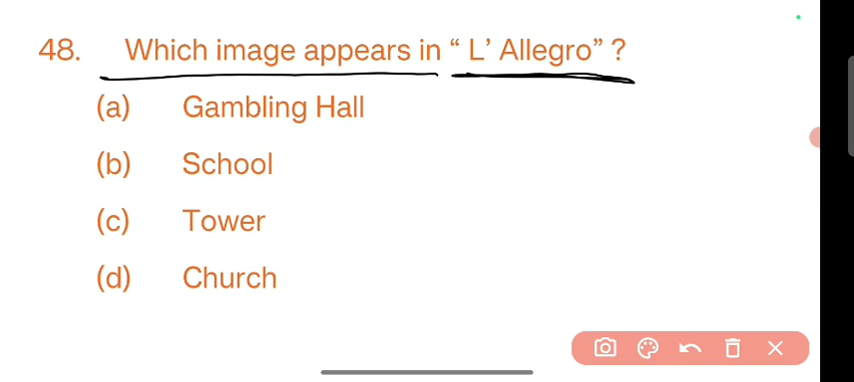 48. Which image appears in “ L’ Allegro” ?
(a) Gambling Hall
(b) School
(c) Tower
(d) Church